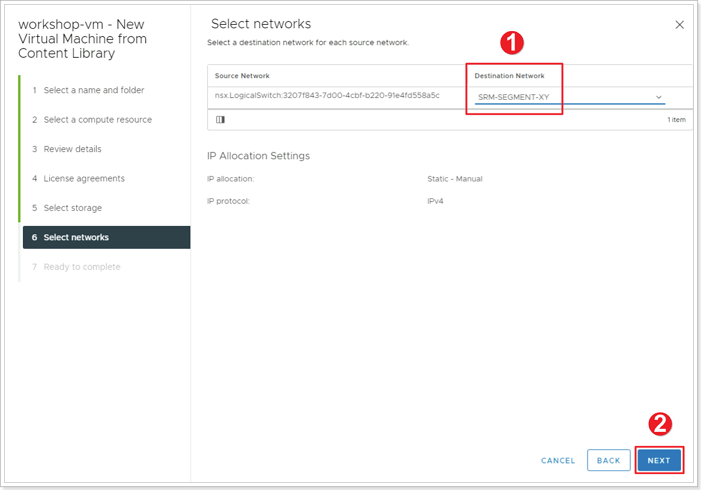 workshop-vm - New
Virtual Machine from
Content Library
1 Select a name and folder
2 Select a compute resource
3 Review details
4 License agreements
5 Select storage
6 Select networks
7 Ready to complete
Select networks
Select a destination network for each source network.
1
Source Network Destination Network
nsx.LogicalSwitch:3207f843-7d00-4cbf-b220-91e4fd558a5c SRM-SEGMENT-XY
1 item
IP Allocation Settings
IP allocation: Static - Manual
IP protocol: IPv4
2
CANCEL BACK NEXT